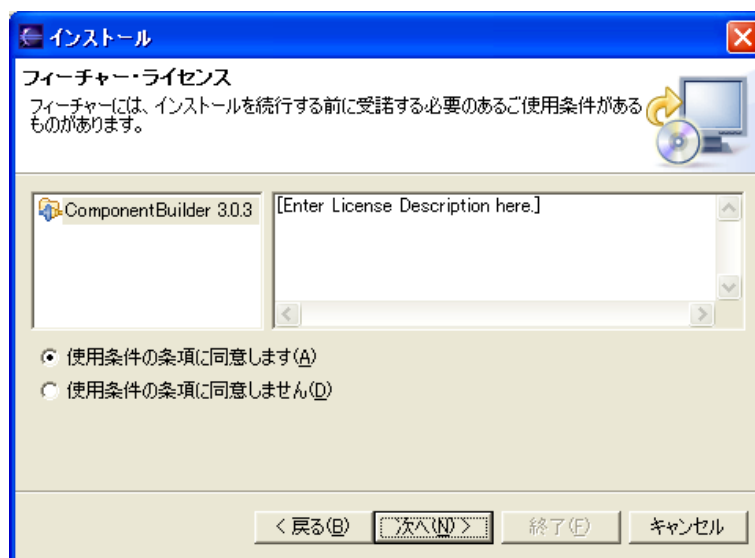 インストール
フィーチャー・ライセンス
フィーチャーには、インストールを続行する前に受諾する必要のあるご使用条件がある
ものがあります。
ComponentBuilder 3.0.3
[Enter License Description here.]
使用条件の条項に同意します(A)
使用条件の条項に同意しません(D)
< 戻る(B)
次へ(N) >
終了(F)
キャンセル